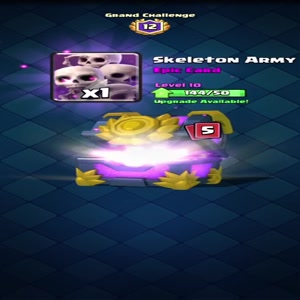 Grand Challenge
12
Skeleton Army
Epic Card
x1
Level 10
144/50
Upgrade Available!
5